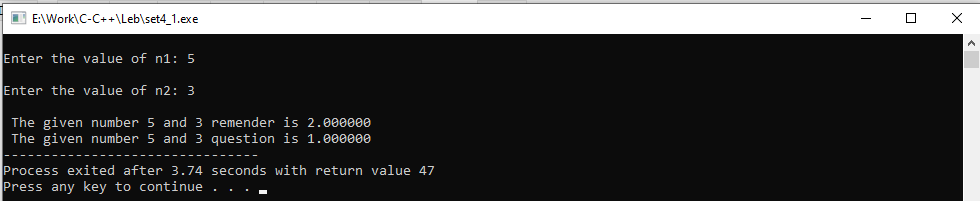 E:\Work\C-C++\Leb\set4_1.exe
Enter the value of n1: 5
Enter the value of n2: 3
The given number 5 and 3 remender is 2.000000
The given number 5 and 3 question is 1.000000
--------------------------------
Process exited after 3.74 seconds with return value 47
Press any key to continue . . .